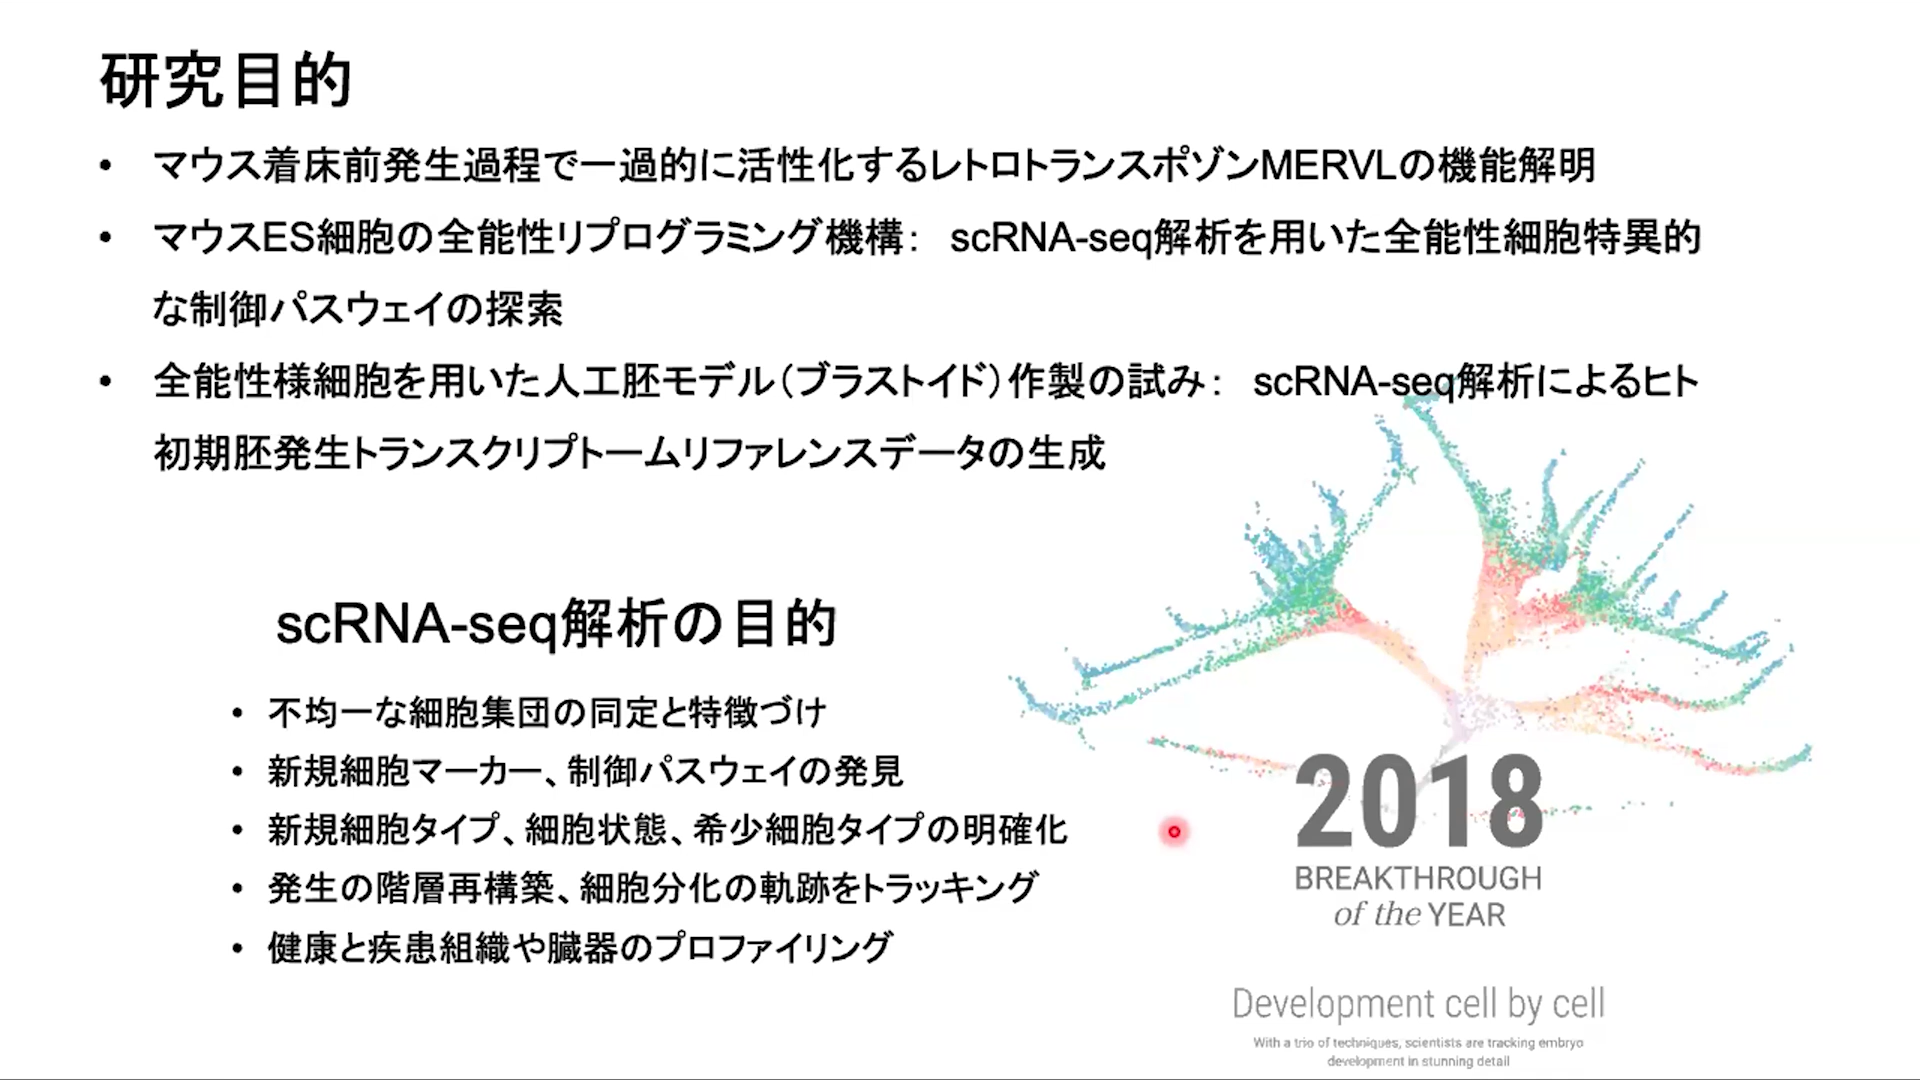 研究目的
• マウス着床前発生過程で一過的に活性化するレトロトランスポゾンMERVLの機能解明
• マウスES細胞の全能性リプログラミング機構： scRNA-seq解析を用いた全能性細胞特異的
な制御パスウェイの探索
• 全能性様細胞を用いた人工胚モデル（ブラストイド）作製の試み： scRNA-seq解析によるヒト
初期胚発生トランスクリプトームリファレンスデータの生成
scRNA-seq解析の目的
• 不均一な細胞集団の同定と特徴づけ
• 新規細胞マーカー、制御パスウェイの発見
• 新規細胞タイプ、細胞状態、希少細胞タイプの明確化
• 発生の階層再構築、細胞分化の軌跡をトラッキング
• 健康と疾患組織や臓器のプロファイリング
2018
BREAKTHROUGH
of the YEAR
Development cell by cell
With a trio of techniques, scientists are tracking embryo
development in stunning detail